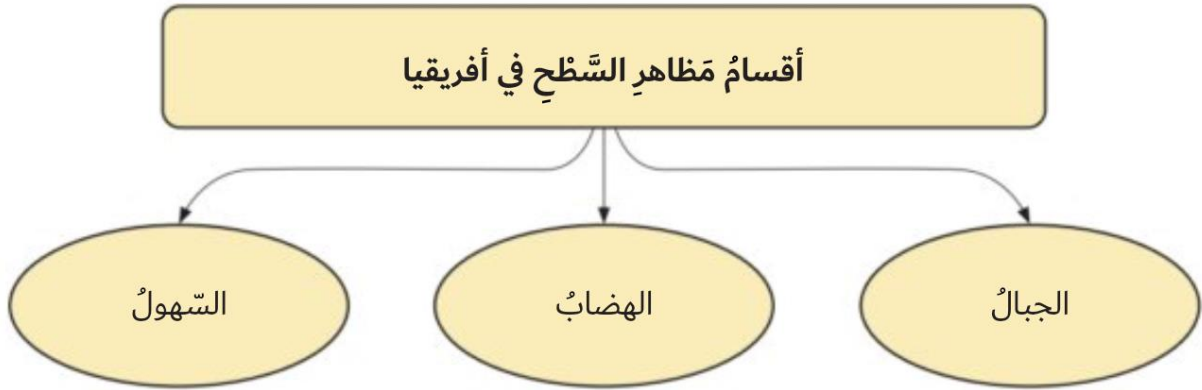 أقسامُ مَظاهرِ السَّطْحِ في أفريقيا
الجبالُ
الهضابُ
السّهولُ